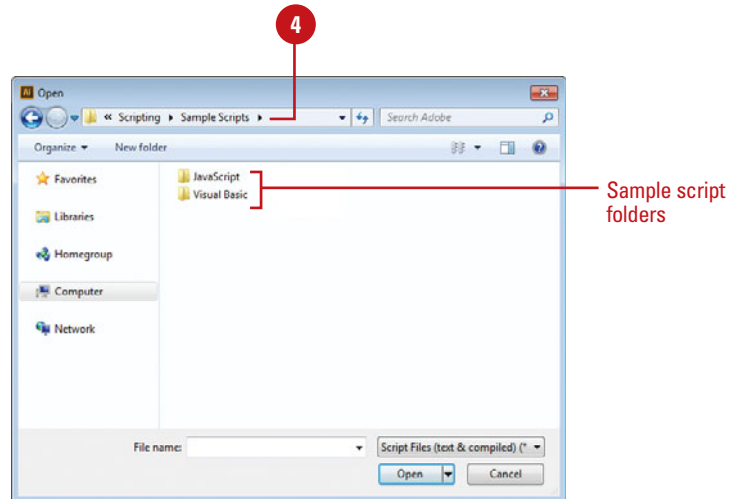 4
Ai Open
« Scripting Sample Scripts Search Adobe
Organize New folder
Favorites
Libraries
Homegroup
Computer
Network
JavaScript
Visual Basic
Sample script
folders
File name: Script Files (text & compiled) (*
Open Cancel